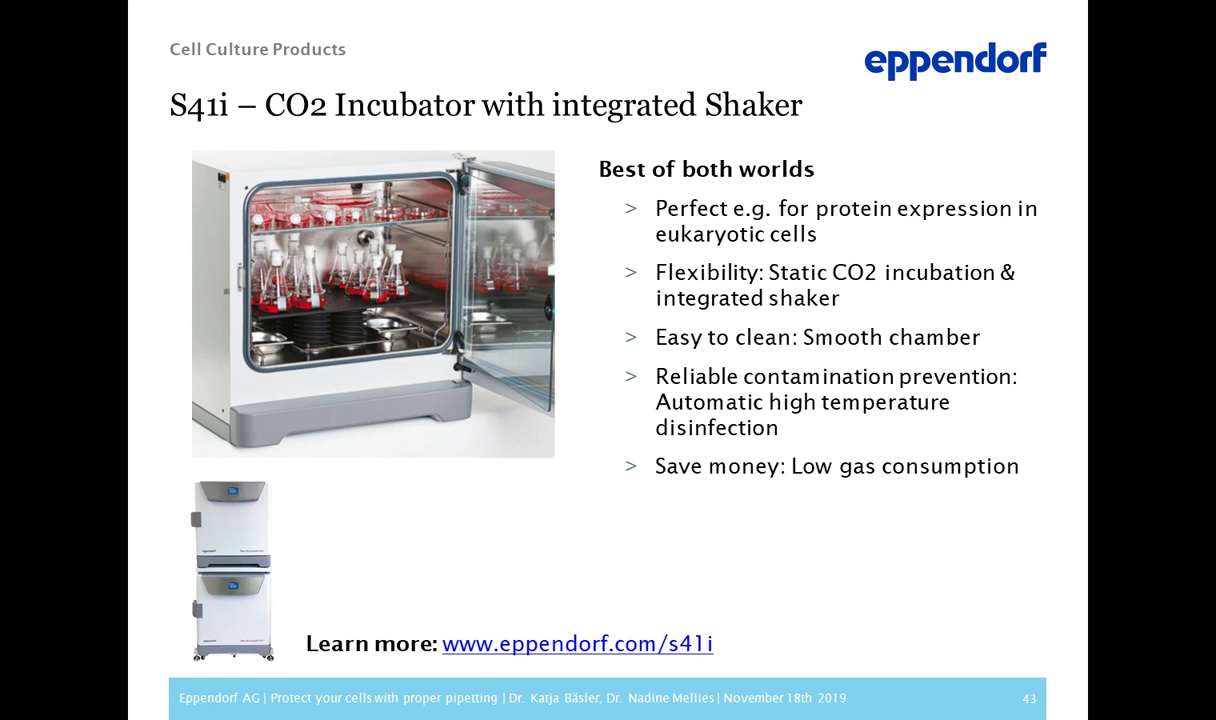 Cell Culture Products
eppendorf
S41i – CO2 Incubator with integrated Shaker
Best of both worlds
> Perfect e.g. for protein expression in
eukaryotic cells
> Flexibility: Static CO2 incubation &
integrated shaker
> Easy to clean: Smooth chamber
> Reliable contamination prevention:
Automatic high temperature
disinfection
> Save money: Low gas consumption
eppendorf
eppendorf
Learn more: www.eppendorf.com/s41i
Eppendorf AG | Protect your cells with proper pipetting | Dr. Katja Bäsler, Dr. Nadine Mellies | November 18th 2019
43